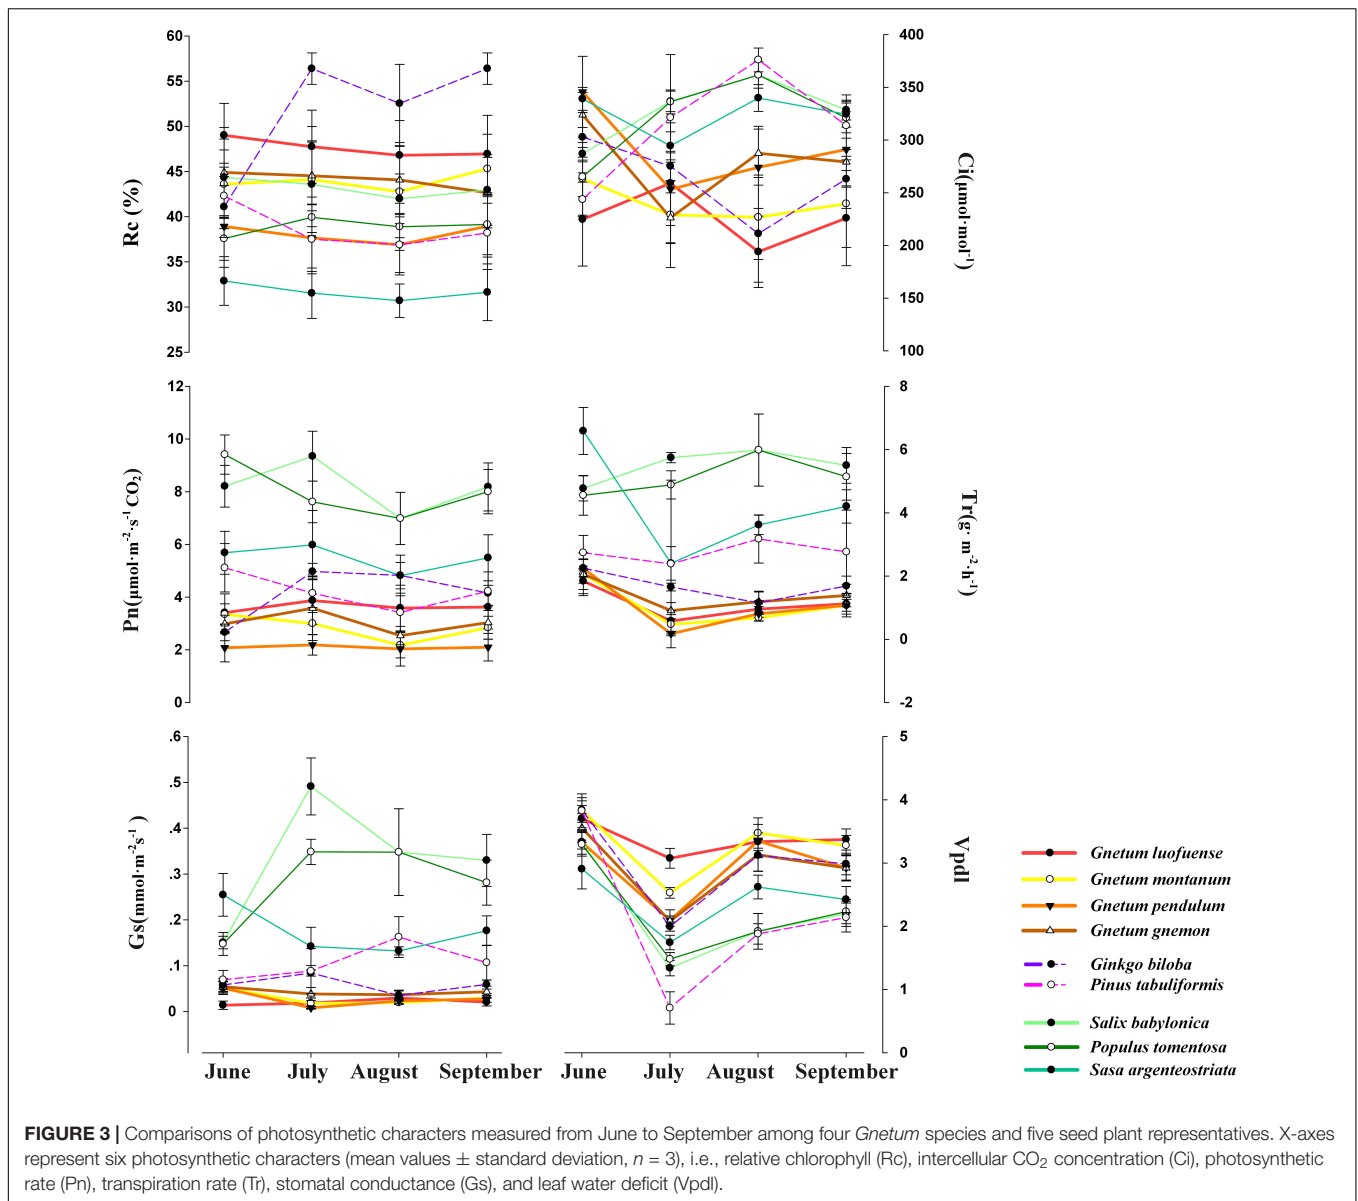 60
55
50
45
40
35
30
25
Rc (%)
400
350
300
250
200
150
100
Ci(μmol·mol⁻¹)
12
10
8
6
4
2
0
Pn(μmol·m⁻²·s⁻¹ CO₂)
8
6
4
2
0
-2
Tr(g· m⁻²·h⁻¹)
.6
.5
.4
.3
.2
.1
0
Gs(mmol·m⁻²s⁻¹ )
5
4
3
2
1
0
Vpdl
June July August September
June July August September
Gnetum luofuense
Gnetum montanum
Gnetum pendulum
Gnetum gnemon
Ginkgo biloba
Pinus tabuliformis
Salix babylonica
Populus tomentosa
Sasa argenteostriata
FIGURE 3 | Comparisons of photosynthetic characters measured from June to September among four Gnetum species and five seed plant representatives. X-axes
represent six photosynthetic characters (mean values ± standard deviation, n = 3), i.e., relative chlorophyll (Rc), intercellular CO₂ concentration (Ci), photosynthetic
rate (Pn), transpiration rate (Tr), stomatal conductance (Gs), and leaf water deficit (Vpdl).